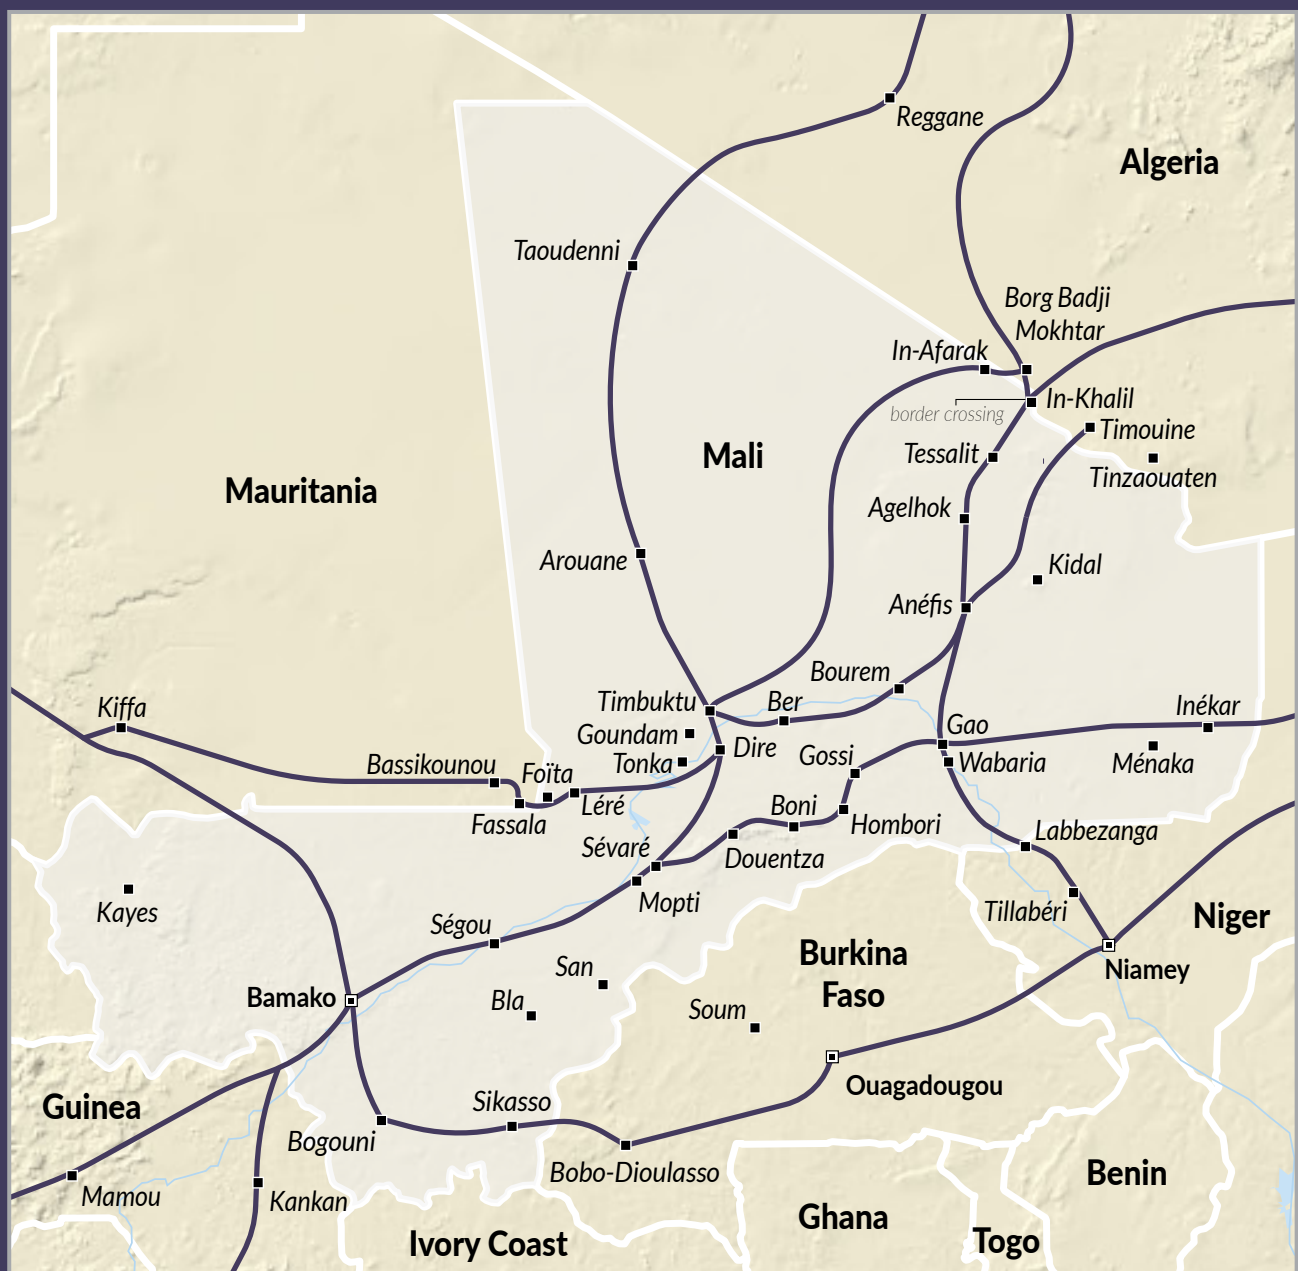 Reggane
Algeria
Taoudenni
Borg Badji
Mokhtar
In-Afarak
In-Khalil
border crossing
Timouine
Mali
Tessalit
Tinzaouaten
Mauritania
Agelhok
Arouane
Kidal
Anéfis
Bourem
Timbuktu
Ber
Inékar
Kiffa
Gao
Goundam
Dire
Gossi
Wabaria
Ménaka
Bassikounou
Foïta
Tonka
Léré
Boni
Fassala
Hombori
Labbezanga
Sévaré
Douentza
Kayes
Mopti
Tillabéri
Niger
Ségou
Burkina
Faso
San
Niamey
Bamako
Bla
Soum
Ouagadougou
Guinea
Sikasso
Bogouni
Bobo-Dioulasso
Benin
Mamou
Kankan
Ghana
Ivory Coast
Togo